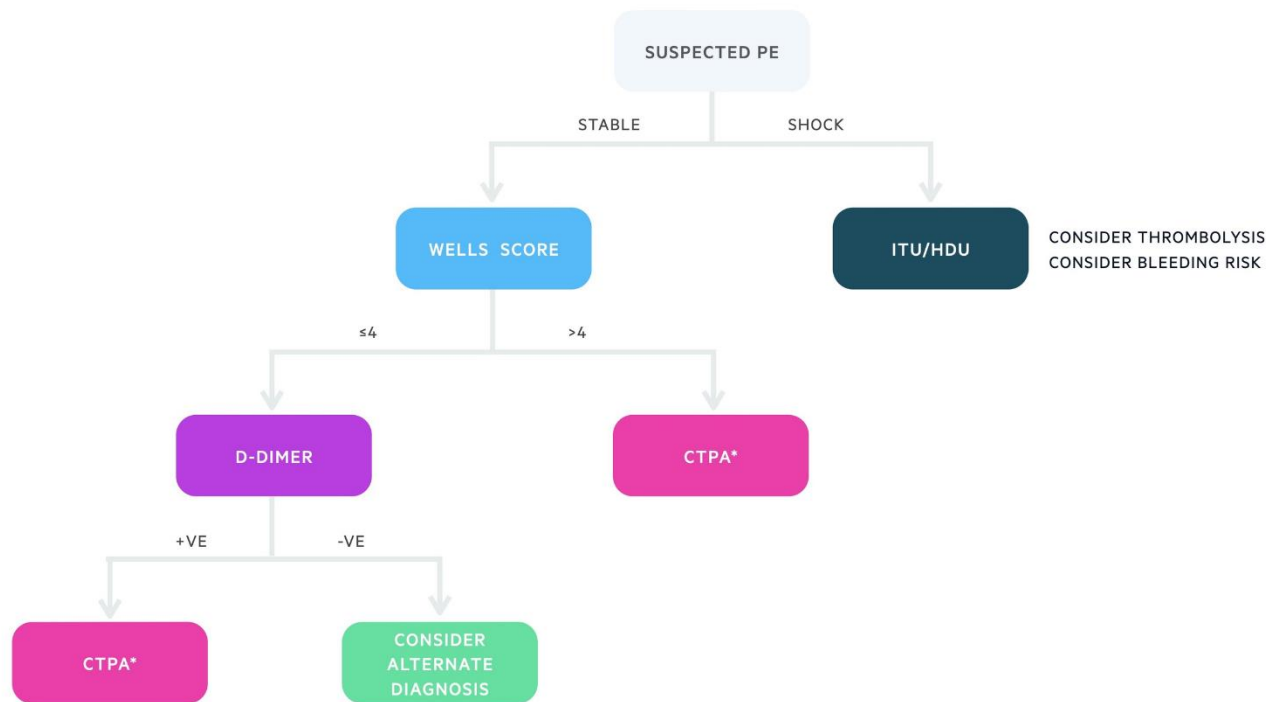 SUSPECTED PE
STABLE
SHOCK
WELLS SCORE
ITU/HDU
CONSIDER THROMBOLYSIS
CONSIDER BLEEDING RISK
≤4
>4
D-DIMER
CTPA*
+VE
-VE
CTPA*
CONSIDER
ALTERNATE
DIAGNOSIS